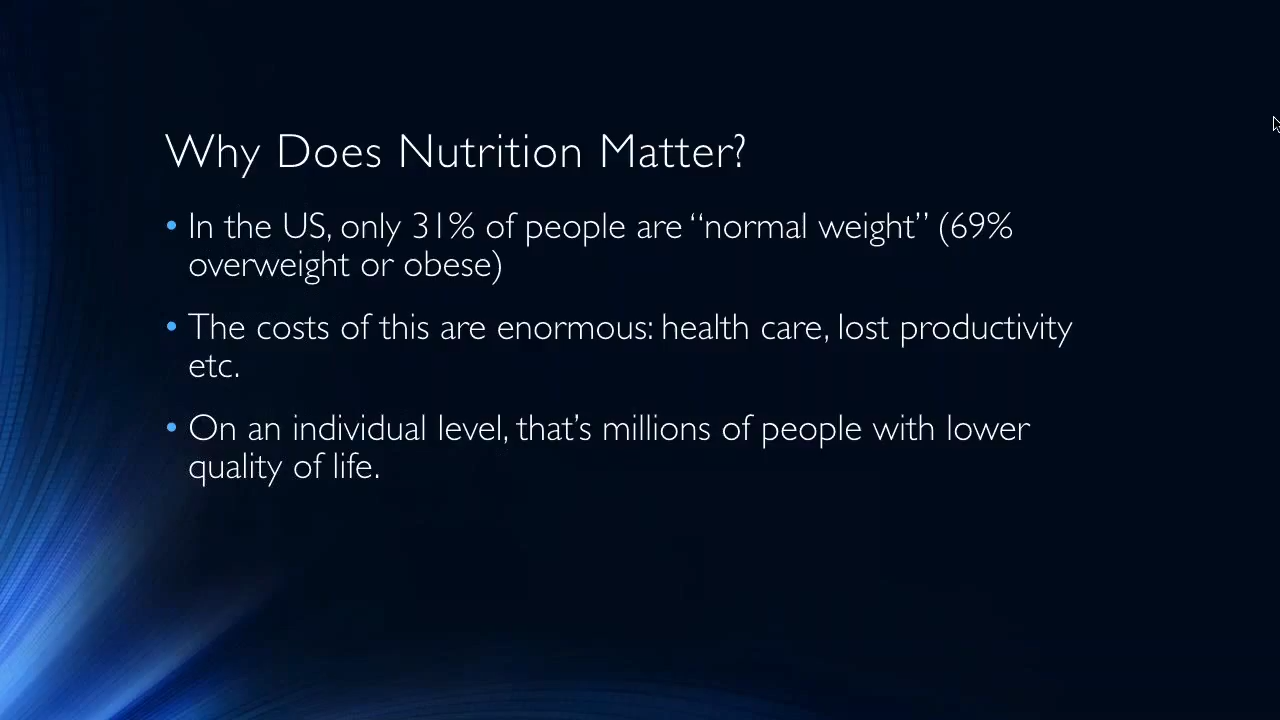 Why Does Nutrition Matter?
• In the US, only 31% of people are “normal weight” (69%
overweight or obese)
• The costs of this are enormous: health care, lost productivity
etc.
• On an individual level, that’s millions of people with lower
quality of life.